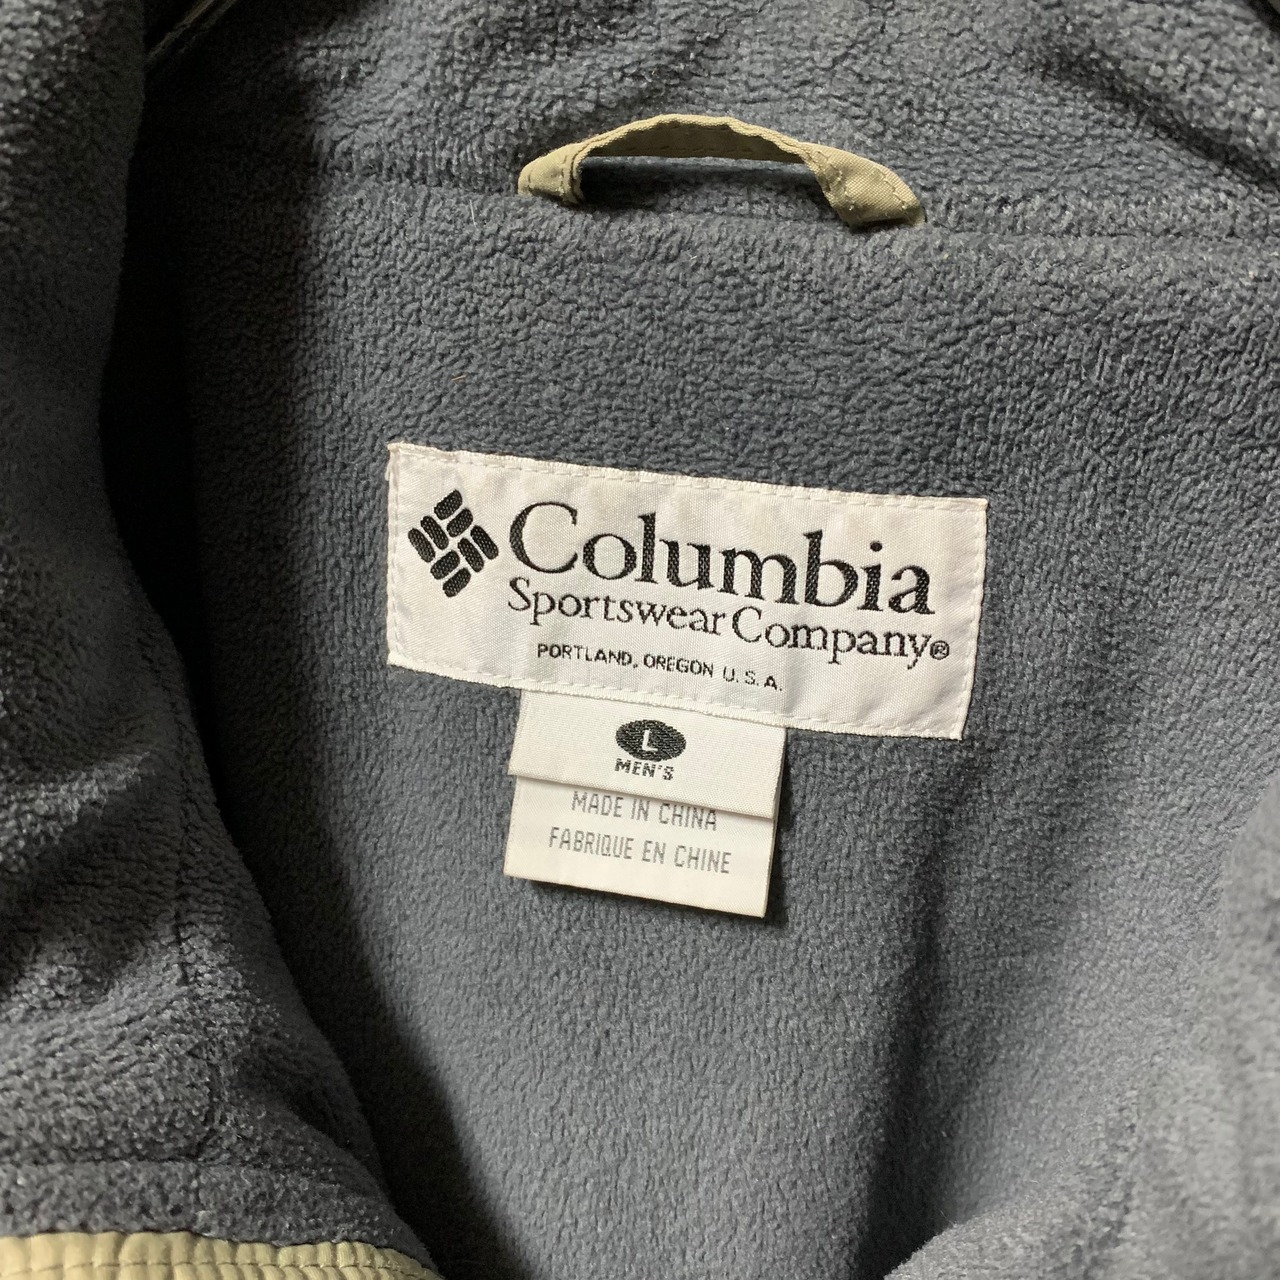 Columbia
Sportswear Company®
PORTLAND, OREGON U.S.A.
L
MEN'S
MADE IN CHINA
FABRIQUE EN CHINE